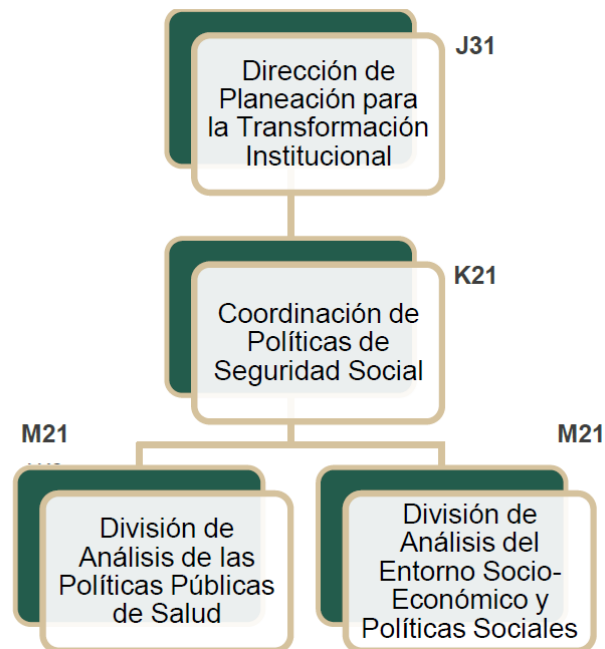 J31
Dirección de
Planeación para
la Transformación
Institucional
K21
Coordinación de
Políticas de
Seguridad Social
M21
M21
División de
Análisis de las
Políticas Públicas
de Salud
División de
Análisis del
Entorno Socio-
Económico y
Políticas Sociales